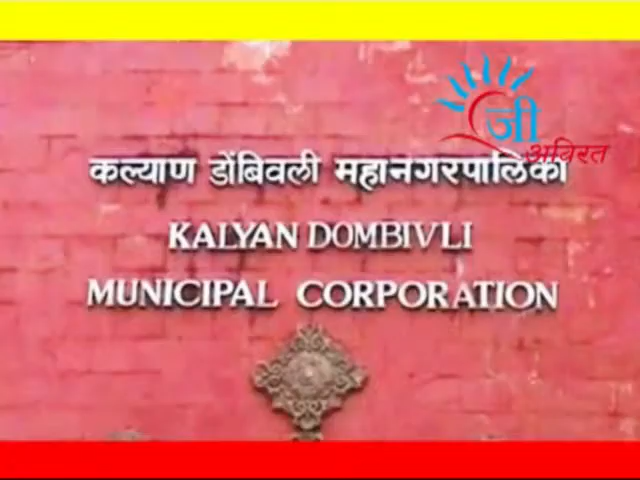 जी
अविरत
कल्याण डोंबिवली महानगरपालिका
KALYAN DOMBIVLI
MUNICIPAL CORPORATION